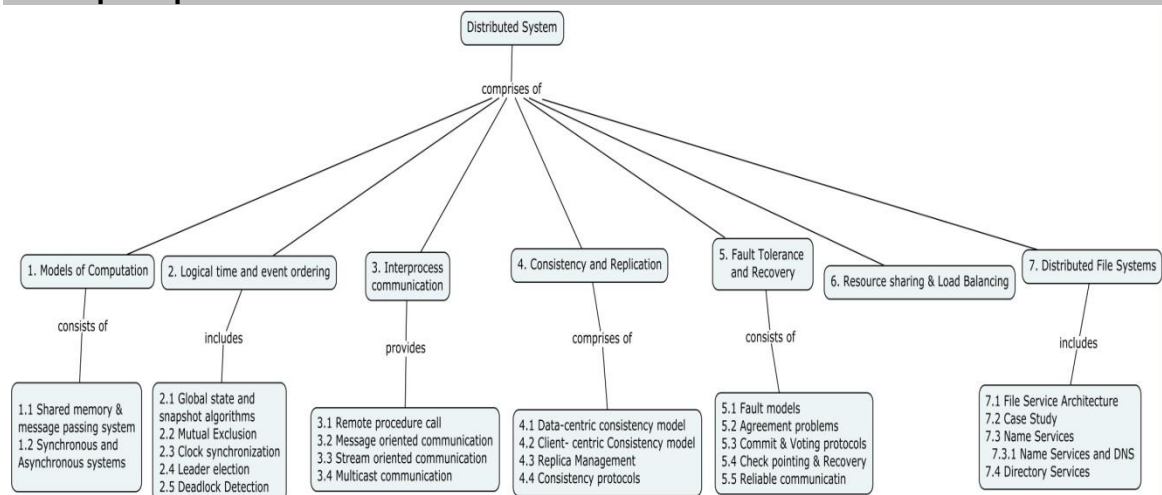 Distributed System
comprises of
1. Models of Computation
2. Logical time and event ordering
3. Interprocess
communication
4. Consistency and Replication
5. Fault Tolerance
and Recovery
6. Resource sharing & Load Balancing
7. Distributed File Systems
consists of
includes
provides
comprises of
consists of
includes
1.1 Shared memory &
message passing system
1.2 Synchronous and
Asynchronous systems
2.1 Global state and
snapshot algorithms
2.2 Mutual Exclusion
2.3 Clock synchronization
2.4 Leader election
2.5 Deadlock Detection
3.1 Remote procedure call
3.2 Message oriented communication
3.3 Stream oriented communication
3.4 Multicast communication
4.1 Data-centric consistency model
4.2 Client- centric Consistency model
4.3 Replica Management
4.4 Consistency protocols
5.1 Fault models
5.2 Agreement problems
5.3 Commit & Voting protocols
5.4 Check pointing & Recovery
5.5 Reliable communicatin
7.1 File Service Architecture
7.2 Case Study
7.3 Name Services
7.3.1 Name Services and DNS
7.4 Directory Services